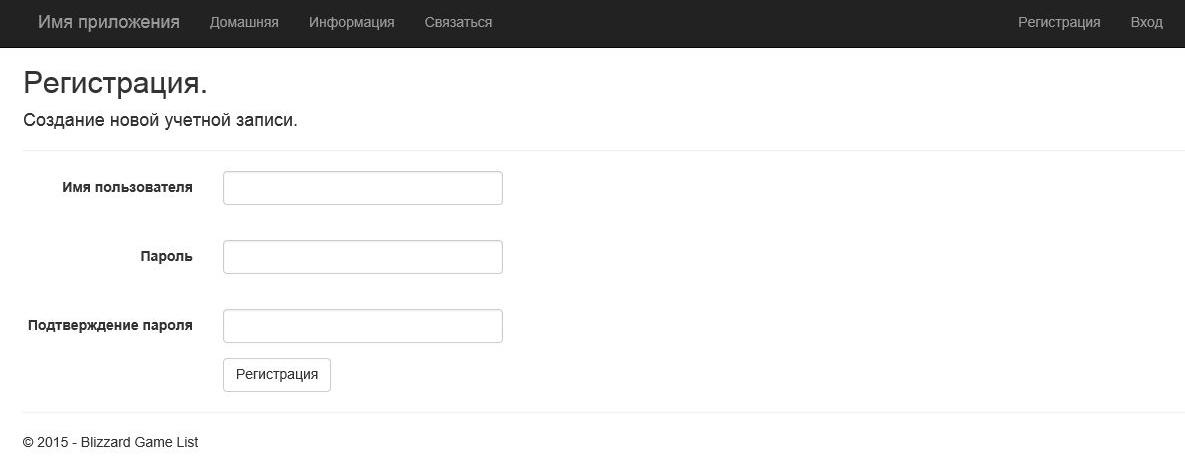 Имя приложения Домашняя Информация Связаться Регистрация Вход
Регистрация.
Создание новой учетной записи.
Имя пользователя
Пароль
Подтверждение пароля
Регистрация
© 2015 - Blizzard Game List